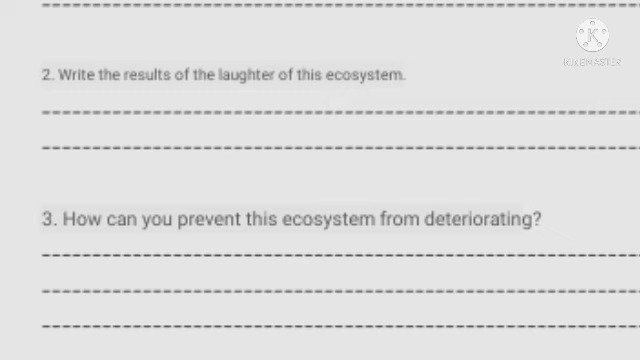 KINEMASTER
2. Write the results of the laughter of this ecosystem.
3. How can you prevent this ecosystem from deteriorating?